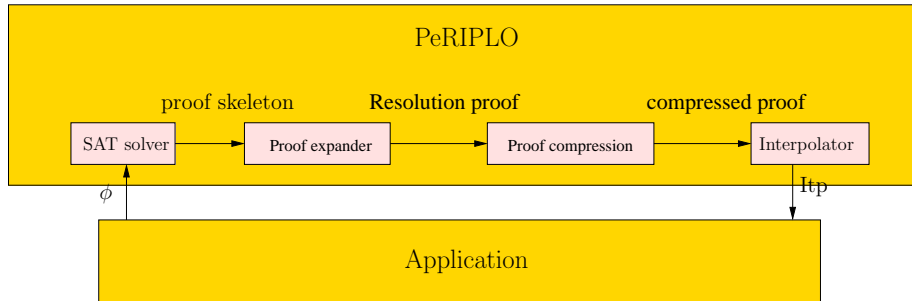 PeRIPLO
proof skeleton Resolution proof compressed proof
SAT solver Proof expander Proof compression Interpolator
ϕ Itp
Application